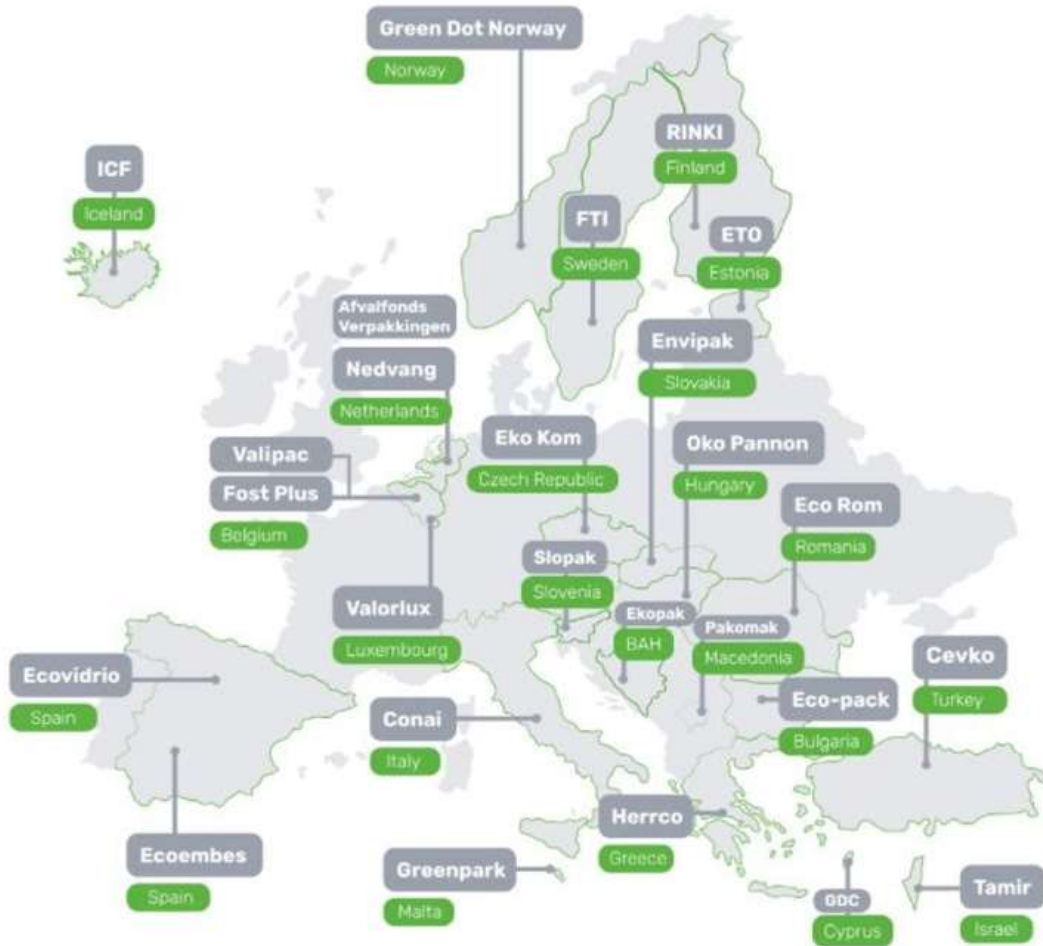 Green Dot Norway
Norway
RINKI
Finland
ICF
Iceland
FTI
Sweden
ETO
Estonia
Afvalfonds
Verpakkingen
Nedvang
Netherlands
Envipak
Slovakia
Eko Kom
Czech Republic
Oko Pannon
Hungary
Valipac
Fost Plus
Belgium
Eco Rom
Romania
Slopak
Slovenia
Valorlux
Luxembourg
Ekopak
BAH
Pakomak
Macedonia
Cevko
Turkey
Ecovidrio
Spain
Conai
Italy
Eco-pack
Bulgaria
Herrco
Greece
Ecoembes
Spain
Greenpark
Malta
GDC
Cyprus
Tamir
Israel